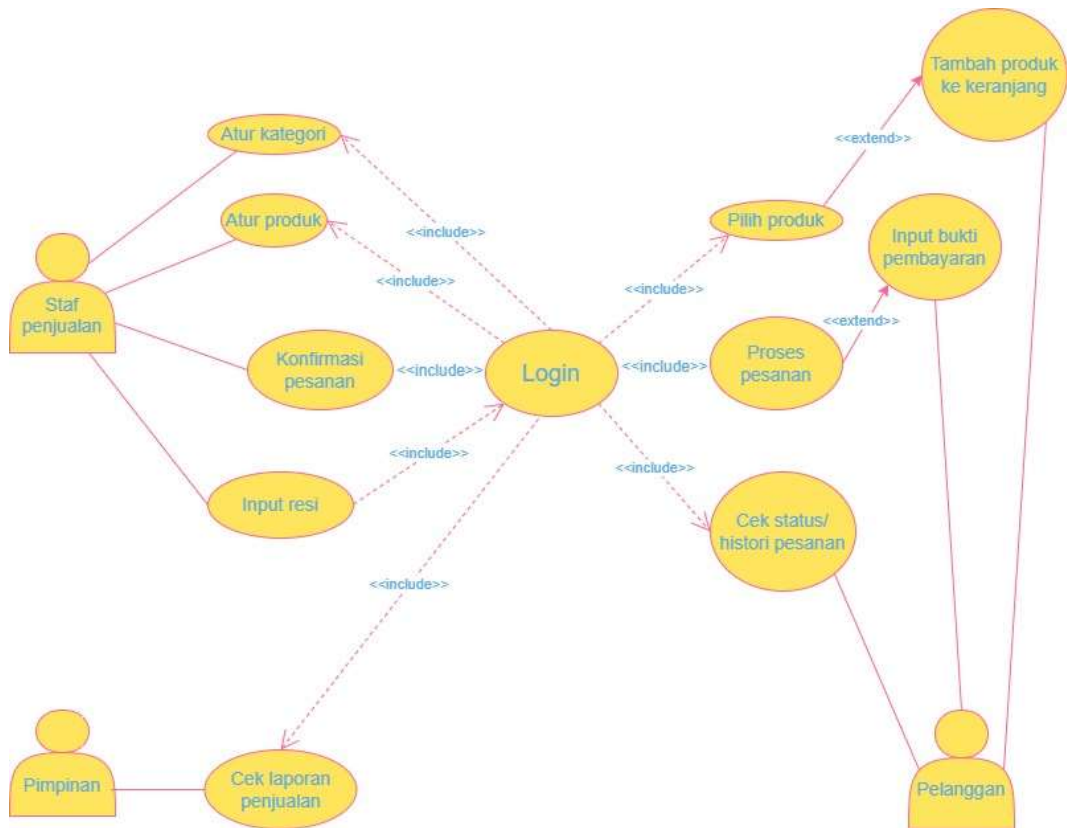 Tambah produk
ke keranjang
Atur kategori
<<extend>>
Atur produk
Pilih produk
Input bukti
pembayaran
<<include>>
<<include>>
<<include>>
Staf
penjualan
<<extend>>
Konfirmasi
pesanan
<<include>>
Login
<<include>>
Proses
pesanan
<<include>>
<<include>>
Input resi
Cek status/
histori pesanan
<<include>>
Pimpinan
Cek laporan
penjualan
Pelanggan